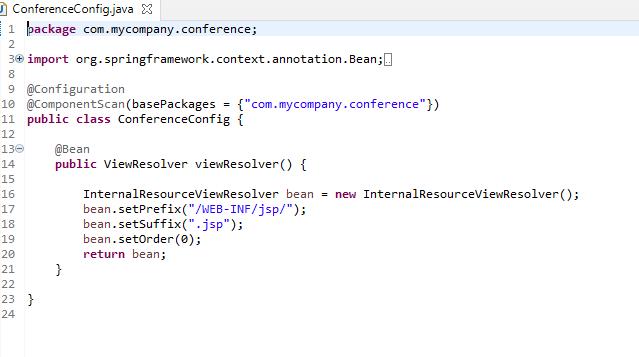 ConferenceConfig.java
1 package com.mycompany.conference;
2
3 import org.springframework.context.annotation.Bean;
8
9 @Configuration
10 @ComponentScan(basePackages = {"com.mycompany.conference"})
11 public class ConferenceConfig {
12
13 @Bean
14 public ViewResolver viewResolver() {
15
16 InternalResourceViewResolver bean = new InternalResourceViewResolver();
17 bean.setPrefix("/WEB-INF/jsp/");
18 bean.setSuffix(".jsp");
19 bean.setOrder(0);
20 return bean;
21 }
22
23 }
24